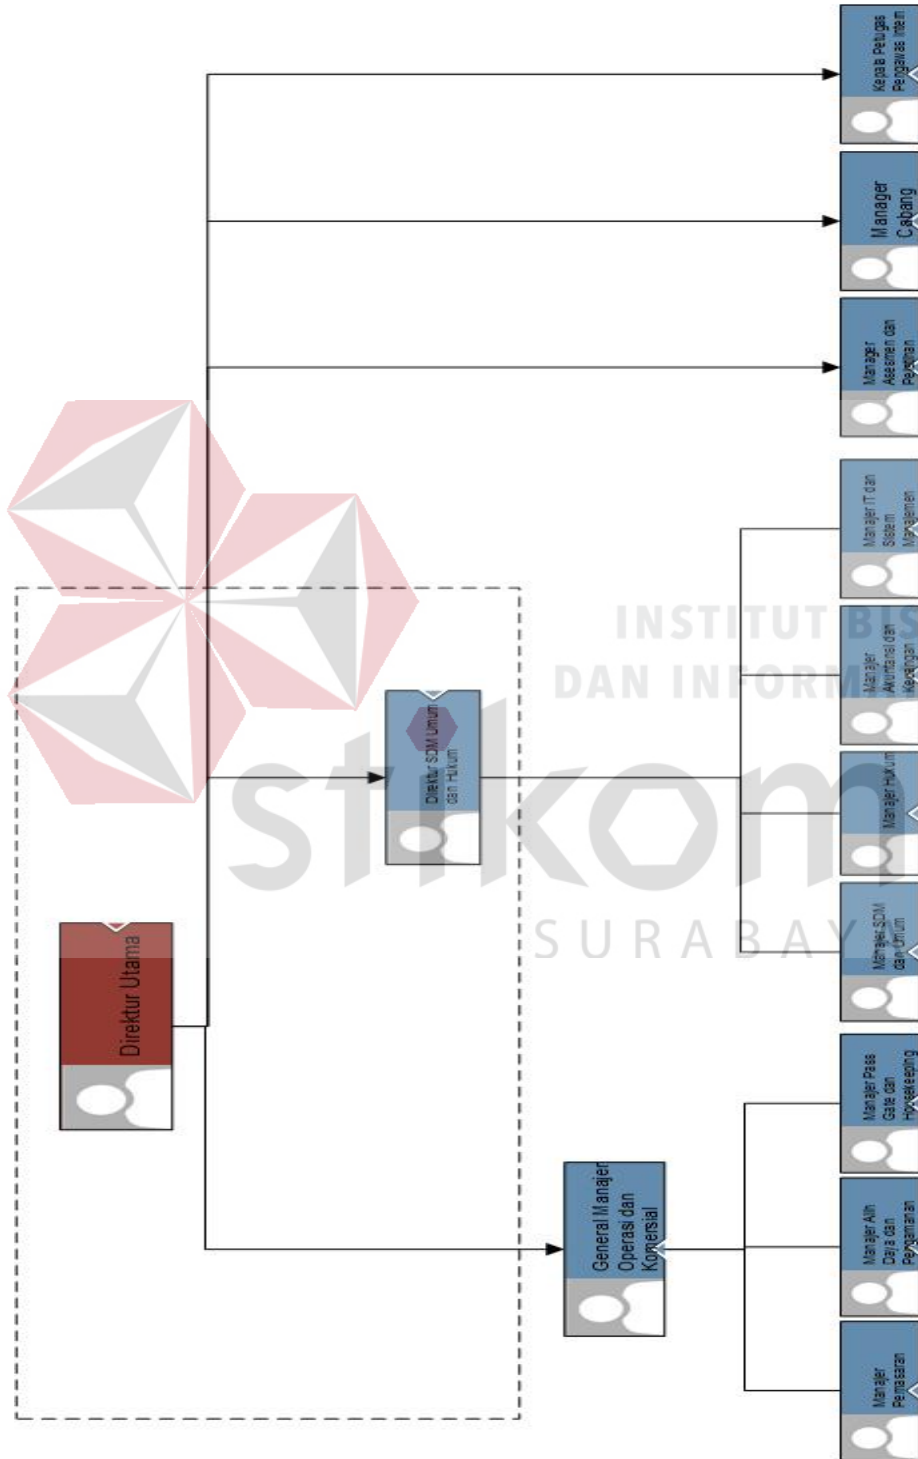 Direktur Utama
Direktur SDM Umum
dan Hukum
General Manajer
Operasi dan
Komersial
Manajer
Pemasaran
Manajer Alih
Daya dan
Pengamanan
Manajer Pass
Gate dan
Housekeeping
Manajer SDM
dan Umum
Manajer Hukum
Manajer
Akuntansi dan
Keuangan
Manajer IT dan
Sistem
Manajemen
Manager
Asesmen dan
Pelatihan
Manager
Cabang
Kepala Petugas
Pengawas Intern
INSTITUT BIS
DAN INFORM
stikom
SURABAYA